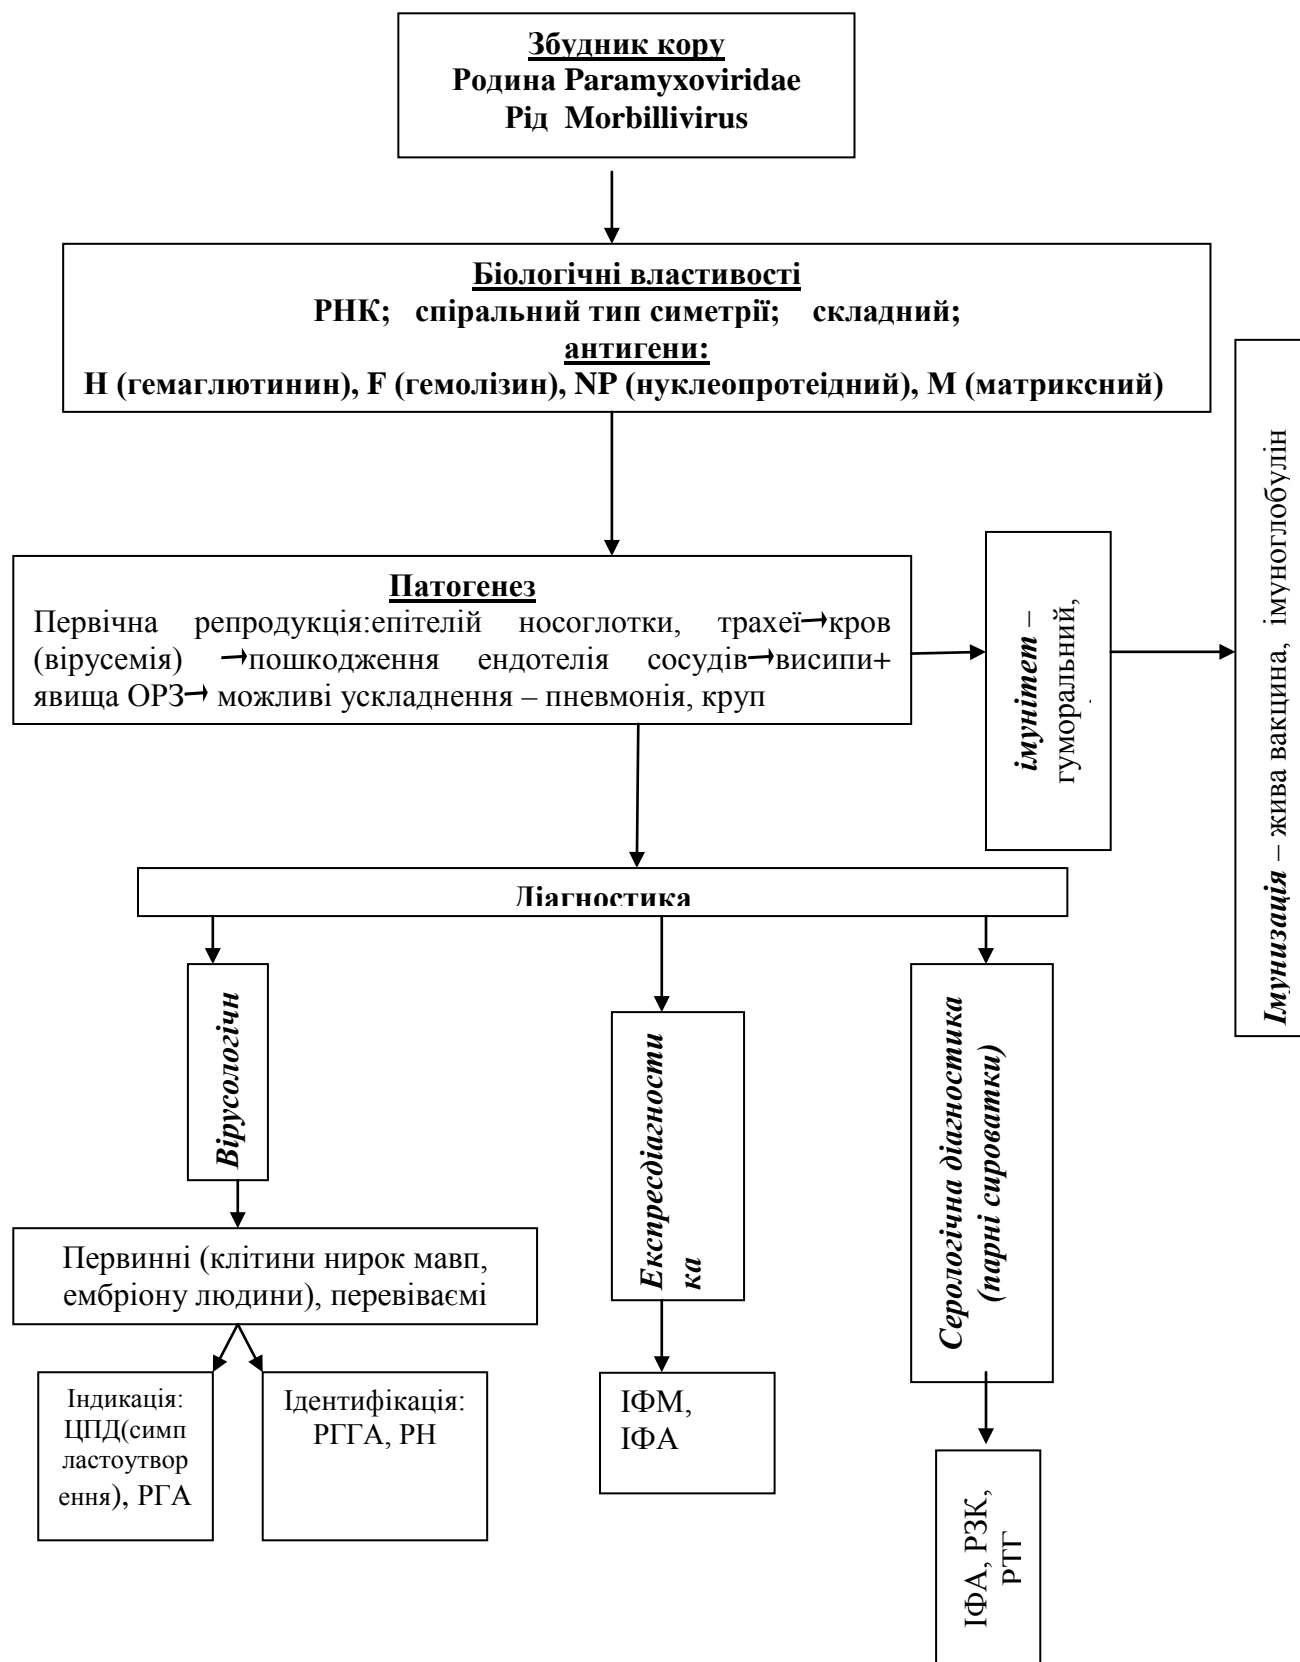 Збудник кору
Родина Paramyxoviridae
Рід Morbillivirus
Біологічні властивості
РНК; спіральний тип симетрії; складний;
антигени:
H (гемаглютинин), F (гемолізин), NP (нуклеопротеідний), M (матриксний)
Патогенез
Первічна репродукція:епітелій носоглотки, трахеї→кров
(вірусемія) →пошкодження ендотелія сосудів→висипи+
явища ОРЗ→ можливі ускладнення – пневмонія, круп
імунітет –
гуморальний,
Імунизація – жива вакцина, імуноглобулін
Діагностика
Вірусологічн
Експресдіагности
ка
Серологічна діагностика
(парні сироватки)
Первинні (клітини нирок мавп,
ембріону людини), перевіваємі
Індикація:
ЦПД(симп
ластоутвор
ення), РГА
Ідентифікація:
РГГА, РН
ІФМ,
ІФА
ІФА, РЗК,
РТГ